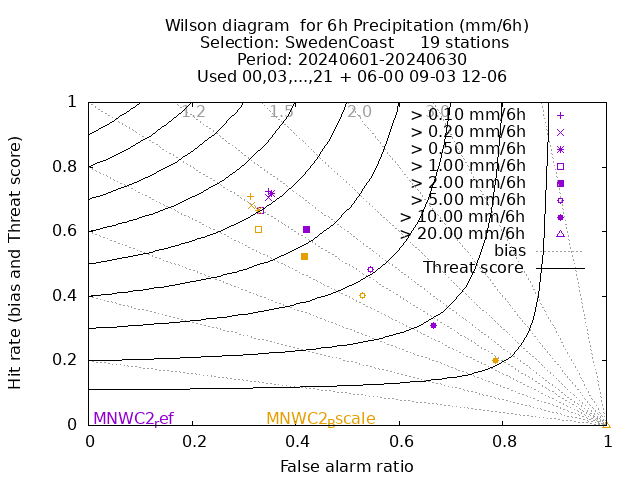 Wilson diagram  for 6h Precipitation (mm/6h)
Selection: SwedenCoast     19 stations
Period: 20240601-20240630
Used 00,03,...,21 + 06-00 09-03 12-06
Hit rate (bias and Threat score)
1
0.8
0.6
0.4
0.2
0
1.2 1.5 2.0 3.0
> 0.10 mm/6h
> 0.20 mm/6h
> 0.50 mm/6h
> 1.00 mm/6h
> 2.00 mm/6h
> 5.00 mm/6h
> 10.00 mm/6h
> 20.00 mm/6h
bias
Threat score
MNWC2ref MNWC2Bscale
0 0.2 0.4 0.6 0.8 1
False alarm ratio